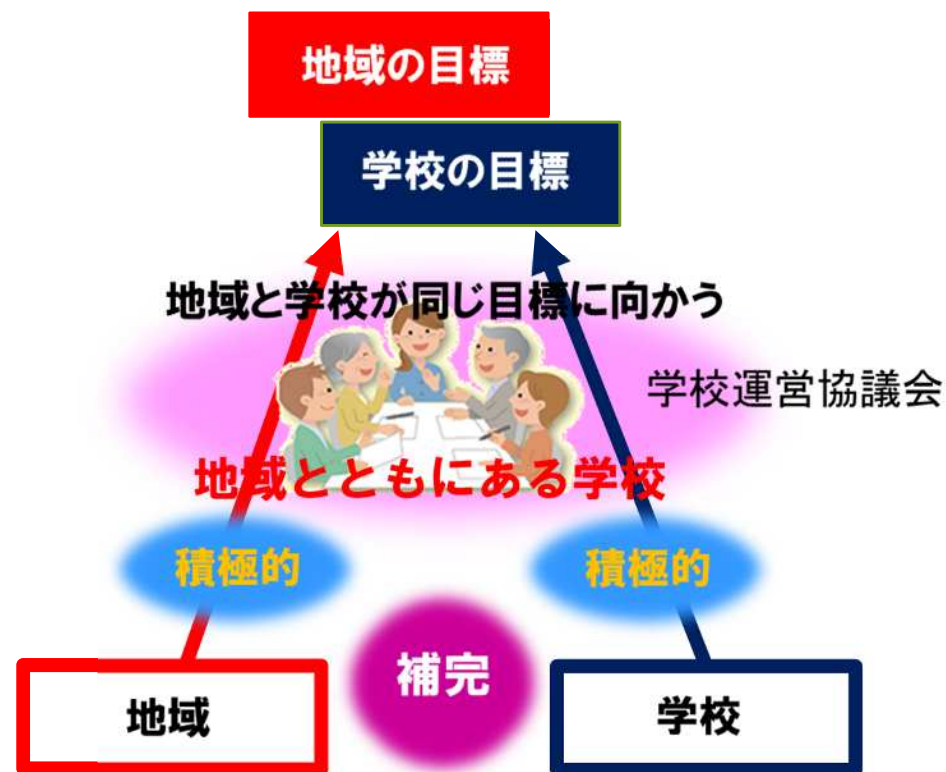 地域の目標
学校の目標
地域と学校が同じ目標に向かう
学校運営協議会
地域とともにある学校
積極的
積極的
補完
地域
学校